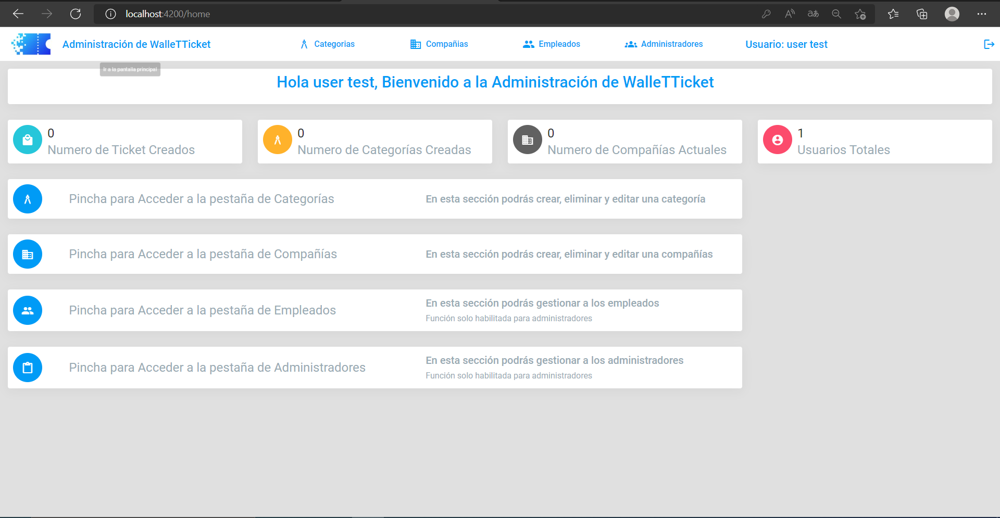 localhost:4200/home
Administración de WalleTTicket
Categorias
Compañias
Empleados
Administradores
Usuario: user test
Ir a la pantalla principal
Hola user test, Bienvenido a la Administración de WalleTTicket
0
Numero de Ticket Creados
0
Numero de Categorías Creadas
0
Numero de Compañías Actuales
1
Usuarios Totales
Pincha para Acceder a la pestaña de Categorías
En esta sección podrás crear, eliminar y editar una categoría
Pincha para Acceder a la pestaña de Compañías
En esta sección podrás crear, eliminar y editar una compañías
Pincha para Acceder a la pestaña de Empleados
En esta sección podrás gestionar a los empleados
Función solo habilitada para administradores
Pincha para Acceder a la pestaña de Administradores
En esta sección podrás gestionar a los administradores
Función solo habilitada para administradores